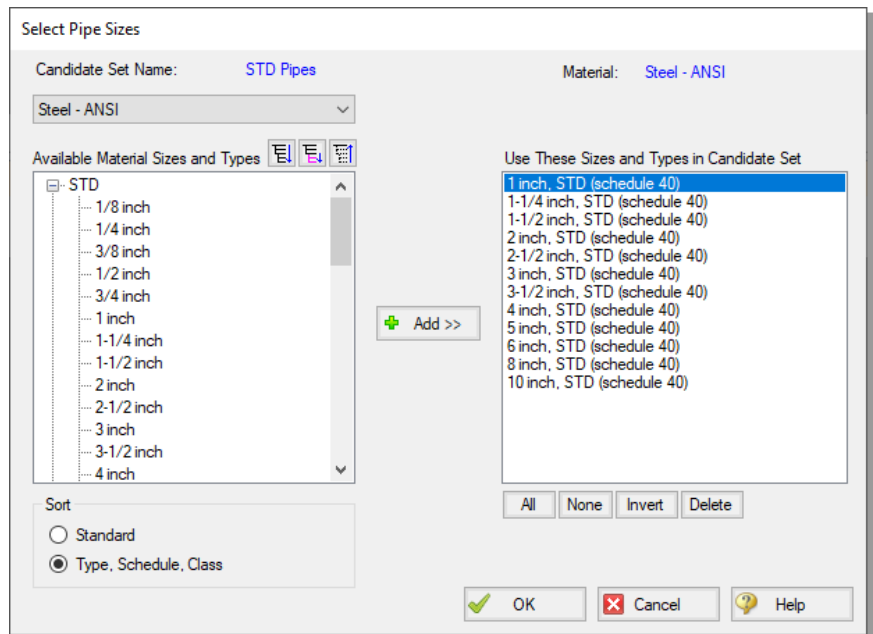 Select Pipe Sizes
Candidate Set Name: STD Pipes
Material: Steel - ANSI
Steel - ANSI
Available Material Sizes and Types
STD
1/8 inch
1/4 inch
3/8 inch
1/2 inch
3/4 inch
1 inch
1-1/4 inch
1-1/2 inch
2 inch
2-1/2 inch
3 inch
3-1/2 inch
4 inch
Add >>
Use These Sizes and Types in Candidate Set
1 inch, STD (schedule 40)
1-1/4 inch, STD (schedule 40)
1-1/2 inch, STD (schedule 40)
2 inch, STD (schedule 40)
2-1/2 inch, STD (schedule 40)
3 inch, STD (schedule 40)
3-1/2 inch, STD (schedule 40)
4 inch, STD (schedule 40)
5 inch, STD (schedule 40)
6 inch, STD (schedule 40)
8 inch, STD (schedule 40)
10 inch, STD (schedule 40)
All None Invert Delete
Sort
Standard
Type, Schedule, Class
OK Cancel Help